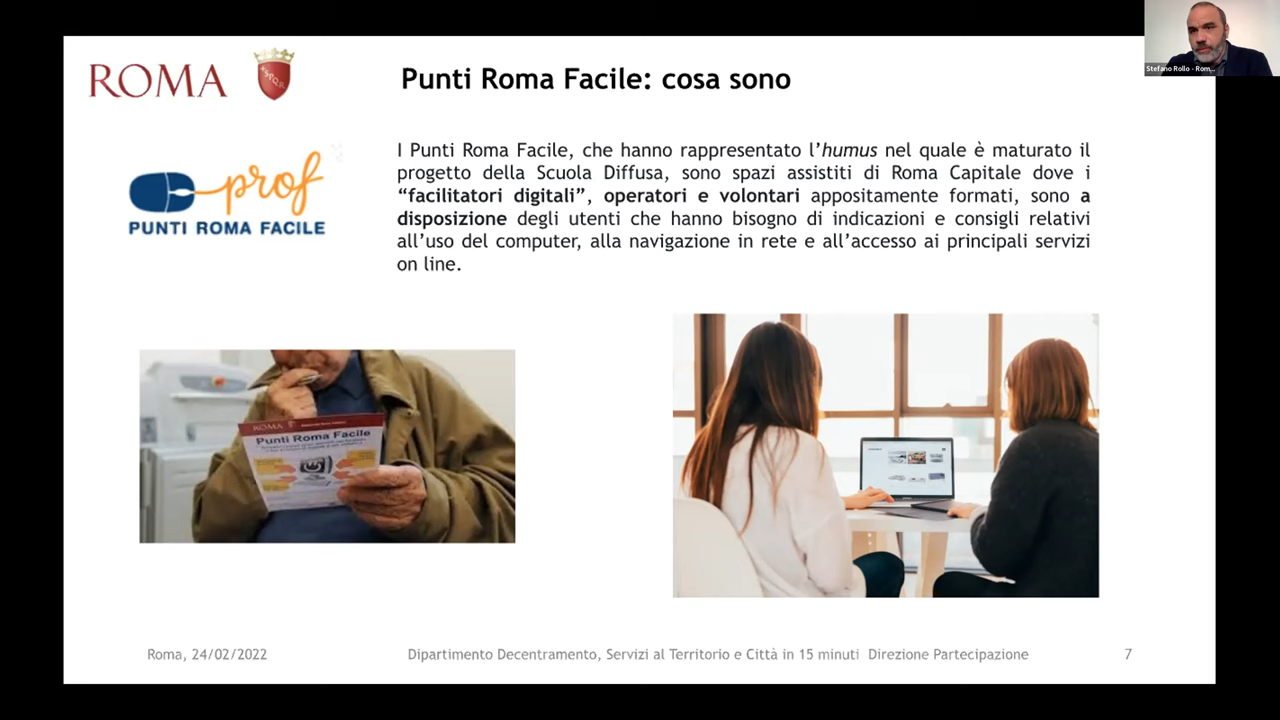 ROMA
Punti Roma Facile: cosa sono
Stefano Rollo - Rom...
prof
PUNTI ROMA FACILE
I Punti Roma Facile, che hanno rappresentato l’humus nel quale è maturato il
progetto della Scuola Diffusa, sono spazi assistiti di Roma Capitale dove i
“facilitatori digitali”, operatori e volontari appositamente formati, sono a
disposizione degli utenti che hanno bisogno di indicazioni e consigli relativi
all’uso del computer, alla navigazione in rete e all’accesso ai principali servizi
on line.
ROMA
Punti Roma Facile
Roma, 24/02/2022
Dipartimento Decentramento, Servizi al Territorio e Città in 15 minuti Direzione Partecipazione
7